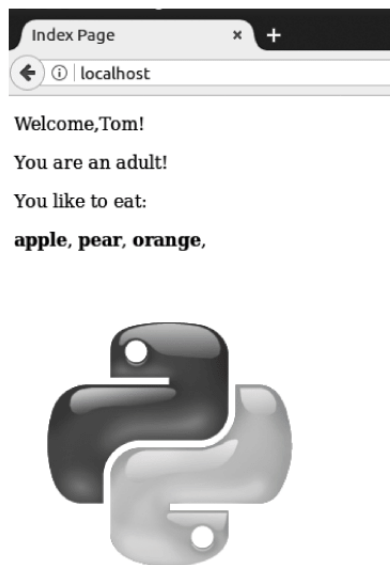 Index Page
localhost
Welcome,Tom!
You are an adult!
You like to eat:
apple, pear, orange,